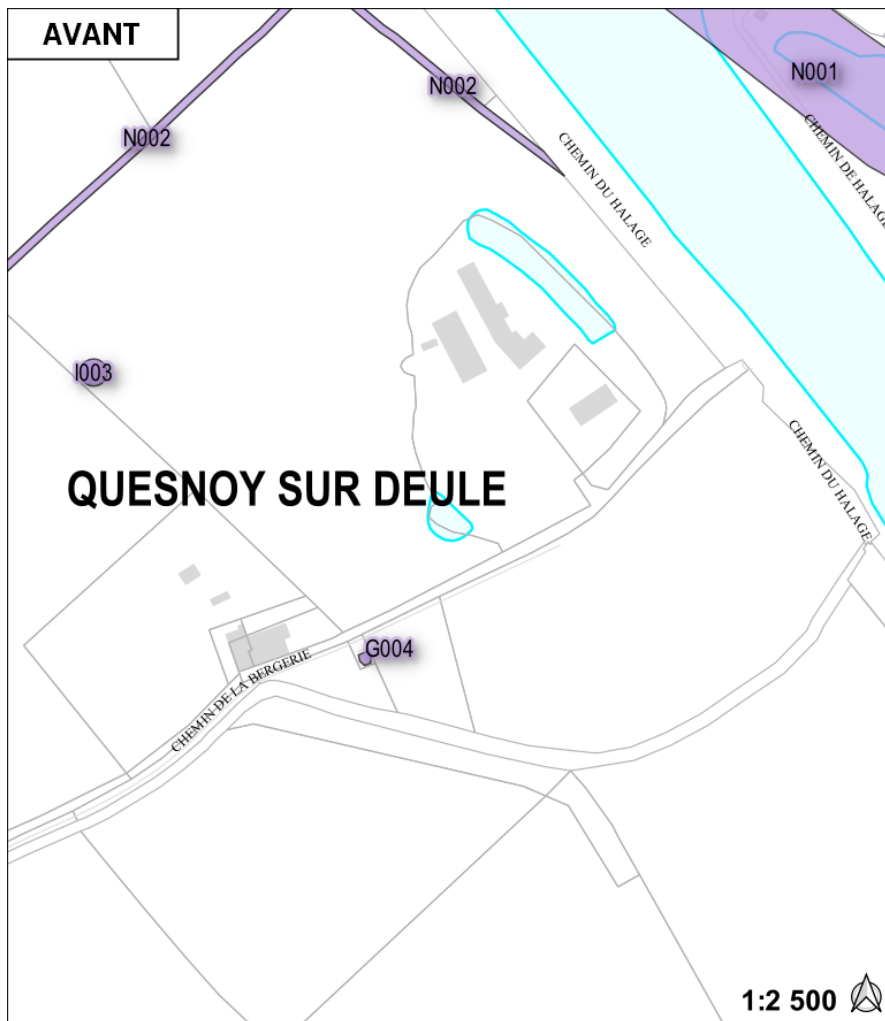 AVANT
N002
N002
N001
CHEMIN DU HALAGE
CHEMIN DE HALAGE
I003
QUESNOY SUR DEULE
CHEMIN DU HALAGE
G004
CHEMIN DE LA BERGERIE
1:2 500